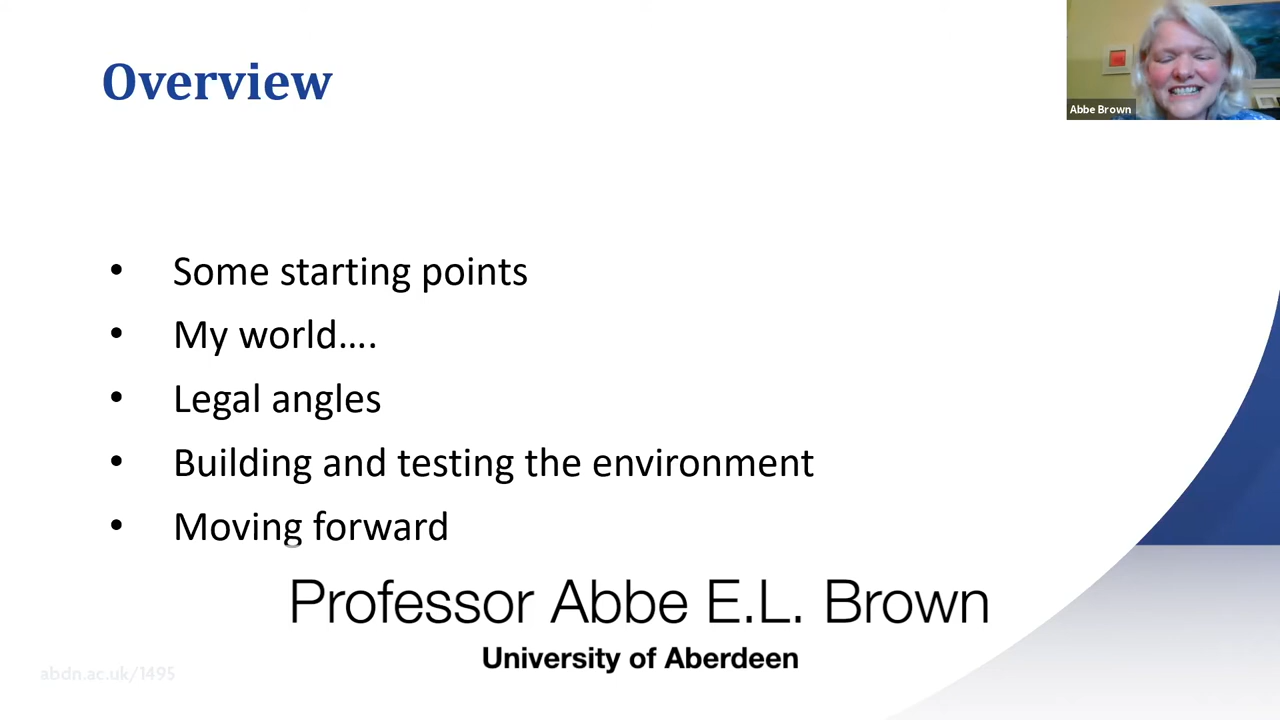 Overview
Abbe Brown
• Some starting points
• My world....
• Legal angles
• Building and testing the environment
• Moving forward
Professor Abbe E.L. Brown
University of Aberdeen
abdn.ac.uk/1495